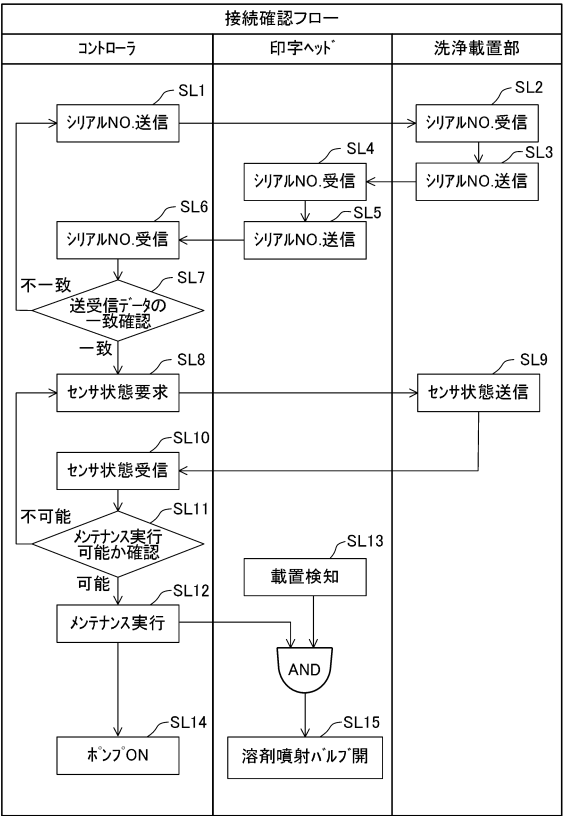 接続確認フロー
コントローラ
印字ヘッド
洗浄載置部
SL1
シリアルNO.送信
SL2
シリアルNO.受信
SL3
シリアルNO.送信
SL4
シリアルNO.受信
SL5
シリアルNO.送信
SL6
シリアルNO.受信
SL7
不一致
送受信データの
一致確認
一致
SL8
センサ状態要求
SL9
センサ状態送信
SL10
センサ状態受信
SL11
不可能
メンテナンス実行
可能か確認
可能
SL12
メンテナンス実行
SL13
載置検知
AND
SL14
ポンプON
SL15
溶剤噴射バルブ開